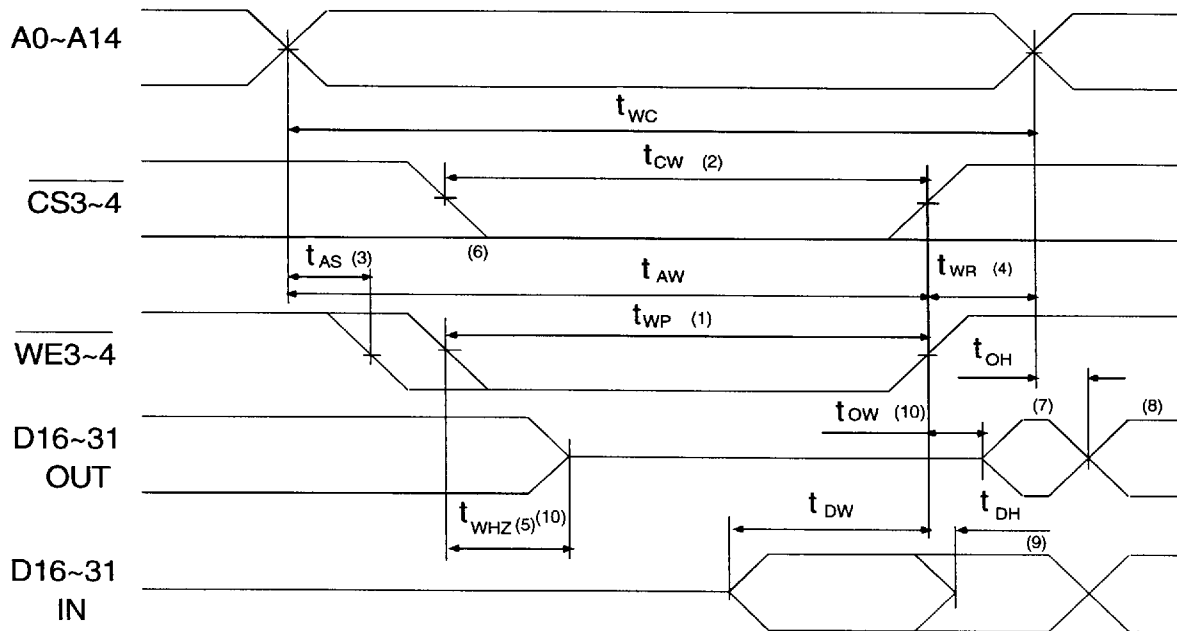 A0~A14
tWC
tCW (2)
CS3~4
tAS (3)
(6)
tAW
tWR (4)
tWP (1)
WE3~4
tOH
tOW (10)
(7)
(8)
D16~31
OUT
tWHZ (5)(10)
tDW
tDH
(9)
D16~31
IN